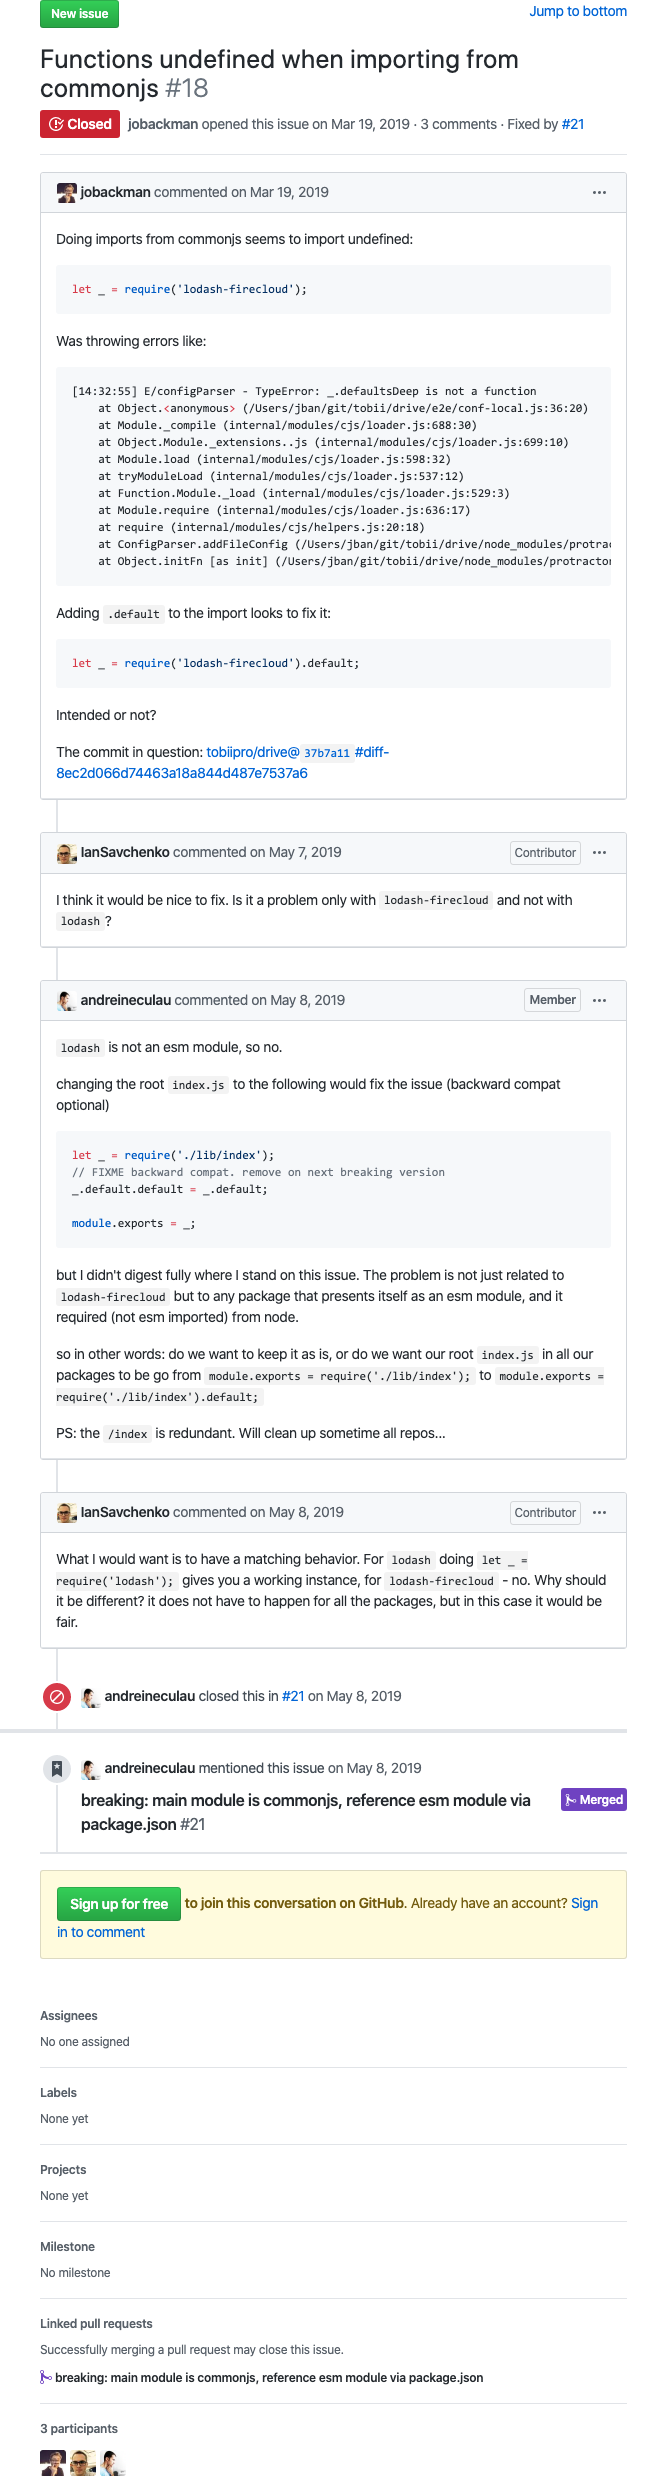 New issue
Jump to bottom
Functions undefined when importing from
commonjs #18
Closed jobackman opened this issue on Mar 19, 2019 · 3 comments · Fixed by #21
jobackman commented on Mar 19, 2019
Doing imports from commonjs seems to import undefined:
let _ = require('lodash-firecloud');
Was throwing errors like:
[14:32:55] E/configParser - TypeError: _.defaultsDeep is not a function
    at Object.<anonymous> (/Users/jban/git/tobii/drive/e2e/conf-local.js:36:20)
    at Module._compile (internal/modules/cjs/loader.js:688:30)
    at Object.Module._extensions..js (internal/modules/cjs/loader.js:699:10)
    at Module.load (internal/modules/cjs/loader.js:598:32)
    at tryModuleLoad (internal/modules/cjs/loader.js:537:12)
    at Function.Module._load (internal/modules/cjs/loader.js:529:3)
    at Module.require (internal/modules/cjs/loader.js:636:17)
    at require (internal/modules/cjs/helpers.js:20:18)
    at ConfigParser.addFileConfig (/Users/jban/git/tobii/drive/node_modules/protrac
    at Object.initFn [as init] (/Users/jban/git/tobii/drive/node_modules/protractor
Adding .default to the import looks to fix it:
let _ = require('lodash-firecloud').default;
Intended or not?
The commit in question: tobiipro/drive@37b7a11#diff-
8ec2d066d74463a18a844d487e7537a6
IanSavchenko commented on May 7, 2019 Contributor
I think it would be nice to fix. Is it a problem only with lodash-firecloud and not with
lodash ?
andreineculau commented on May 8, 2019 Member
lodash is not an esm module, so no.
changing the root index.js to the following would fix the issue (backward compat
optional)
let _ = require('./lib/index');
// FIXME backward compat. remove on next breaking version
_.default.default = _.default;
module.exports = _;
but I didn't digest fully where I stand on this issue. The problem is not just related to
lodash-firecloud but to any package that presents itself as an esm module, and it
required (not esm imported) from node.
so in other words: do we want to keep it as is, or do we want our root index.js in all our
packages to be go from module.exports = require('./lib/index'); to module.exports =
require('./lib/index').default;
PS: the /index is redundant. Will clean up sometime all repos...
IanSavchenko commented on May 8, 2019 Contributor
What I would want is to have a matching behavior. For lodash doing let _ =
require('lodash'); gives you a working instance, for lodash-firecloud - no. Why should
it be different? it does not have to happen for all the packages, but in this case it would be
fair.
andreineculau closed this in #21 on May 8, 2019
andreineculau mentioned this issue on May 8, 2019
breaking: main module is commonjs, reference esm module via
package.json #21
Merged
Sign up for free to join this conversation on GitHub. Already have an account? Sign
in to comment
Assignees
No one assigned
Labels
None yet
Projects
None yet
Milestone
No milestone
Linked pull requests
Successfully merging a pull request may close this issue.
breaking: main module is commonjs, reference esm module via package.json
3 participants